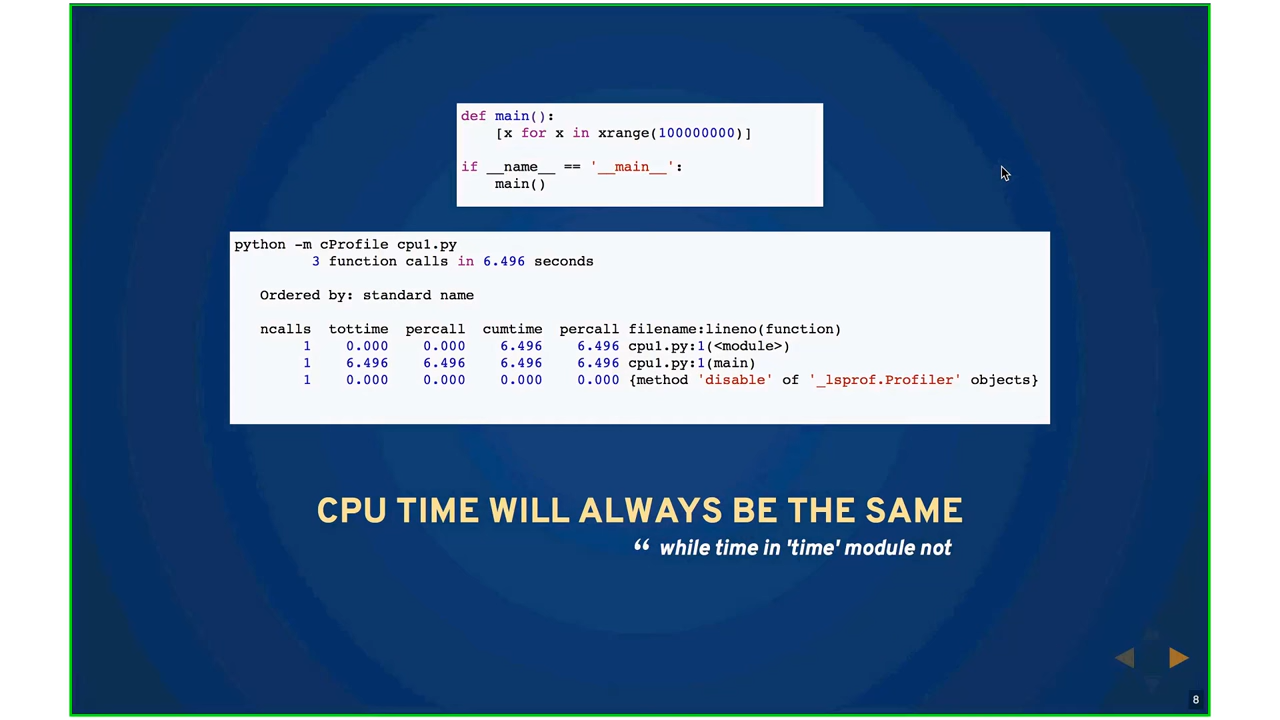 def main():
    [x for x in xrange(100000000)]
if __name__ == '__main__':
    main()
python -m cProfile cpu1.py
         3 function calls in 6.496 seconds
   Ordered by: standard name
   ncalls  tottime  percall  cumtime  percall filename:lineno(function)
        1    0.000    0.000    6.496    6.496 cpu1.py:1(<module>)
        1    6.496    6.496    6.496    6.496 cpu1.py:1(main)
        1    0.000    0.000    0.000    0.000 {method 'disable' of '_lsprof.Profiler' objects}
CPU TIME WILL ALWAYS BE THE SAME
“ while time in 'time' module not
8